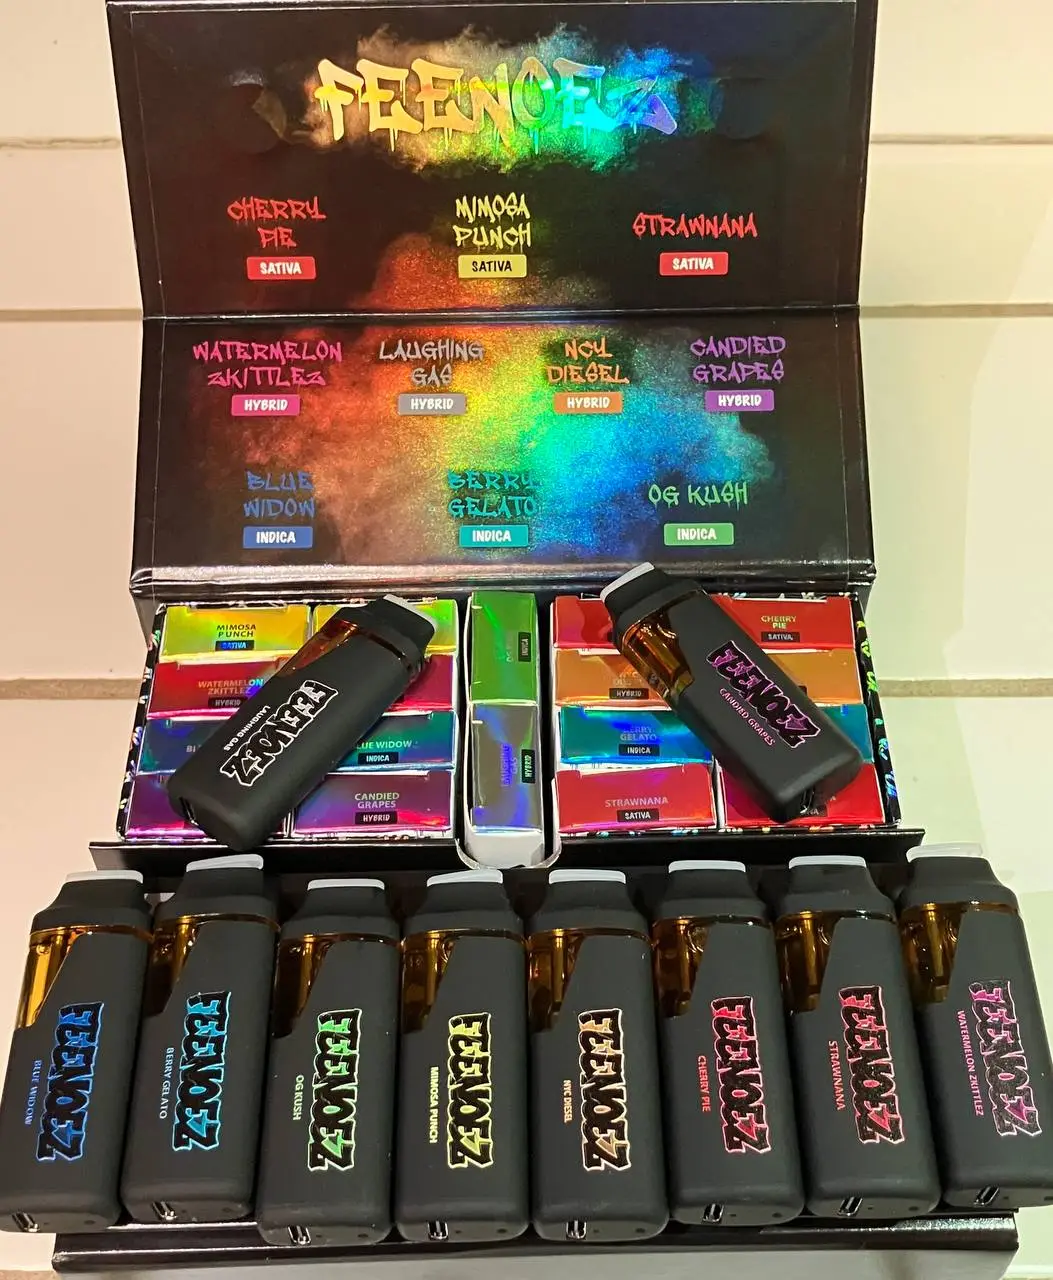 FEENOEZ
CHERRY
PIE
SATIVA
MIMOSA
PUNCH
SATIVA
STRAWNANA
SATIVA
WATERMELON
ZKITTLEZ
HYBRID
LAUGHING
GAS
HYBRID
NCY
DIESEL
HYBRID
CANDIED
GRAPES
HYBRID
BLUE
WIDOW
INDICA
BERRY
GELATO
INDICA
OG KUSH
INDICA
MIMOSA
PUNCH
SATIVA
WATERMELON
ZKITTLEZ
HYBRID
BLUE WIDOW
INDICA
CANDIED
GRAPES
HYBRID
INDICA
LAUGHING
GAS
HYBRID
CHERRY
PIE
SATIVA
HYBRID
BERRY
GELATO
INDICA
STRAWNANA
SATIVA
FEENOEZ
LAUGHING GAS
FEENOEZ
CANDIED GRAPES
FEENOEZ
BLUE WIDOW
FEENOEZ
BERRY GELATO
FEENOEZ
OG KUSH
FEENOEZ
MIMOSA PUNCH
FEENOEZ
NYC DIESEL
FEENOEZ
CHERRY PIE
FEENOEZ
STRAWNANA
FEENOEZ
WATERMELON ZKITTLEZ